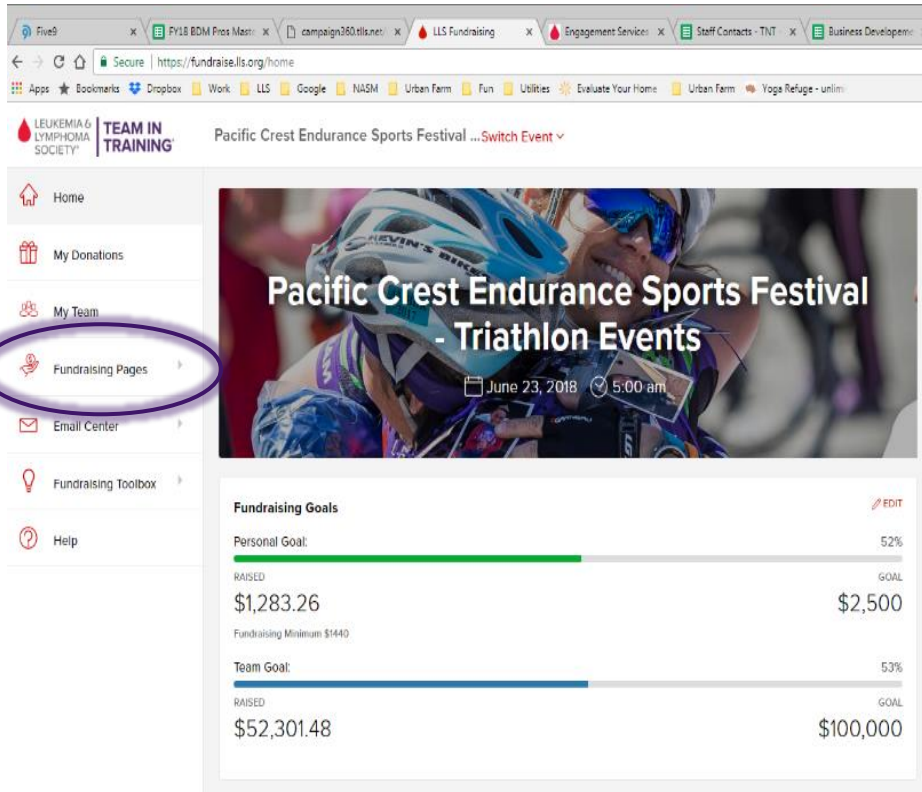 Five9
FY18 BDM Pros Mastr
campaign360.tlls.net/
LLS Fundraising
Engagement Services
Staff Contacts - TNT -
Business Developeme
Secure | https://fundraise.lls.org/home
Apps Bookmarks Dropbox Work LLS Google NASM Urban Farm Fun Utilities Evaluate Your Home Urban Farm Yoga Refuge - unlimi
LEUKEMIA &
LYMPHOMA
SOCIETY®
TEAM IN
TRAINING®
Pacific Crest Endurance Sports Festival ... Switch Event
Home
My Donations
My Team
Fundraising Pages
Email Center
Fundraising Toolbox
Help
KEVIN'S BIKE
Pacific Crest Endurance Sports Festival
- Triathlon Events
June 23, 2018 5:00 am
Fundraising Goals
EDIT
Personal Goal:
52%
RAISED
GOAL
$1,283.26
$2,500
Fundraising Minimum $1440
Team Goal:
53%
RAISED
GOAL
$52,301.48
$100,000